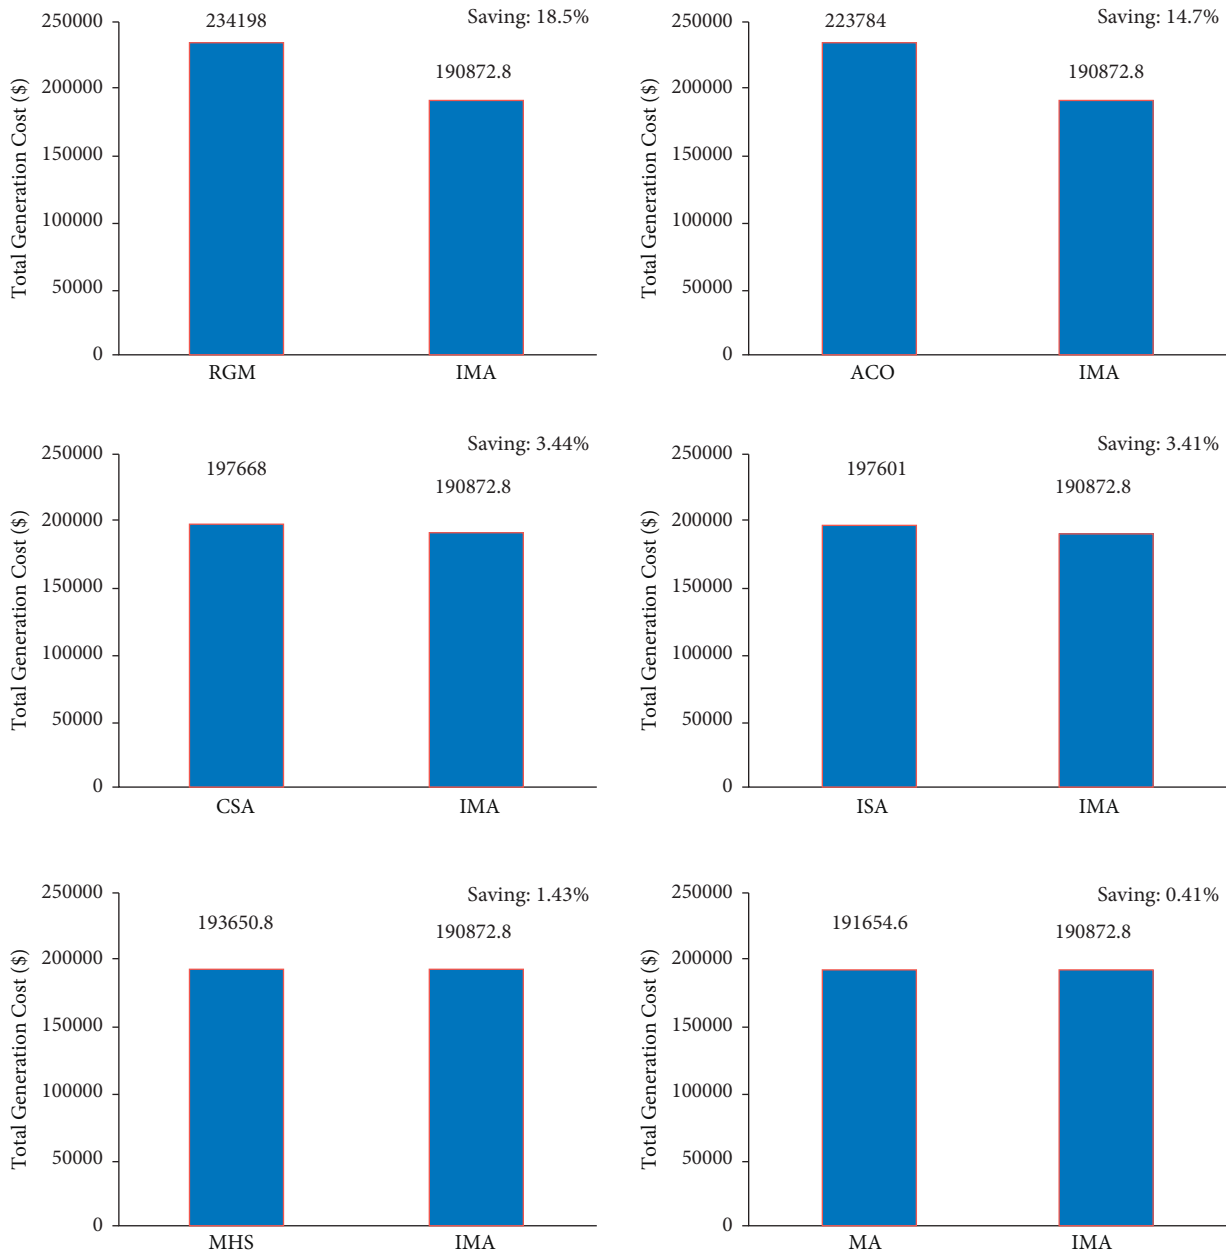 Saving: 18.5%
Total Generation Cost ($)
250000
200000
150000
100000
50000
0
234198
190872.8
RGM
IMA
Saving: 14.7%
Total Generation Cost ($)
250000
200000
150000
100000
50000
0
223784
190872.8
ACO
IMA
Saving: 3.44%
Total Generation Cost ($)
250000
200000
150000
100000
50000
0
197668
190872.8
CSA
IMA
Saving: 3.41%
Total Generation Cost ($)
250000
200000
150000
100000
50000
0
197601
190872.8
ISA
IMA
Saving: 1.43%
Total Generation Cost ($)
250000
200000
150000
100000
50000
0
193650.8
190872.8
MHS
IMA
Saving: 0.41%
Total Generation Cost ($)
250000
200000
150000
100000
50000
0
191654.6
190872.8
MA
IMA